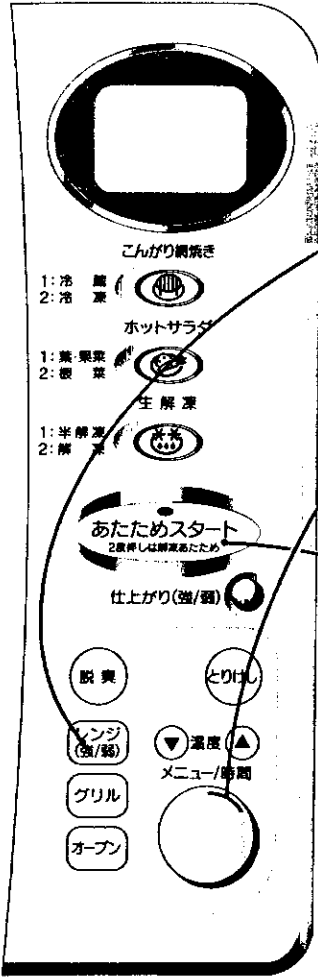 こんがり網焼き
1:冷 蔵
2:冷 凍
ホットサラダ
1:葉・果菜
2:根 菜
生解凍
1:半解凍
2:解 凍
あたためスタート
2度押しは解凍あたため
仕上がり(強/弱)
脱臭
とりけし
レンジ
(強/弱)
▼温度▲
メニュー/時間
グリル
オーブン